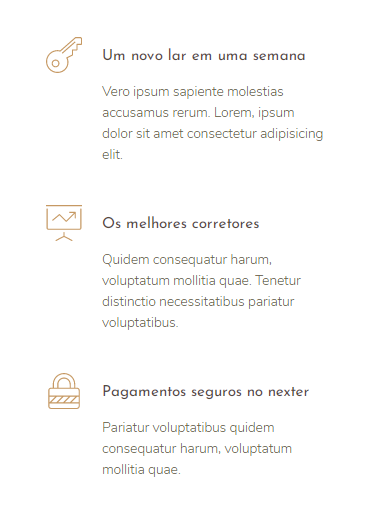 Um novo lar em uma semana
Vero ipsum sapiente molestias
accusamus rerum. Lorem, ipsum
dolor sit amet consectetur adipisicing
elit.
Os melhores corretores
Quidem consequatur harum,
voluptatum mollitia quae. Tenetur
distinctio necessitatibus pariatur
voluptatibus.
Pagamentos seguros no nexter
Pariatur voluptatibus quidem
consequatur harum, voluptatum
mollitia quae.